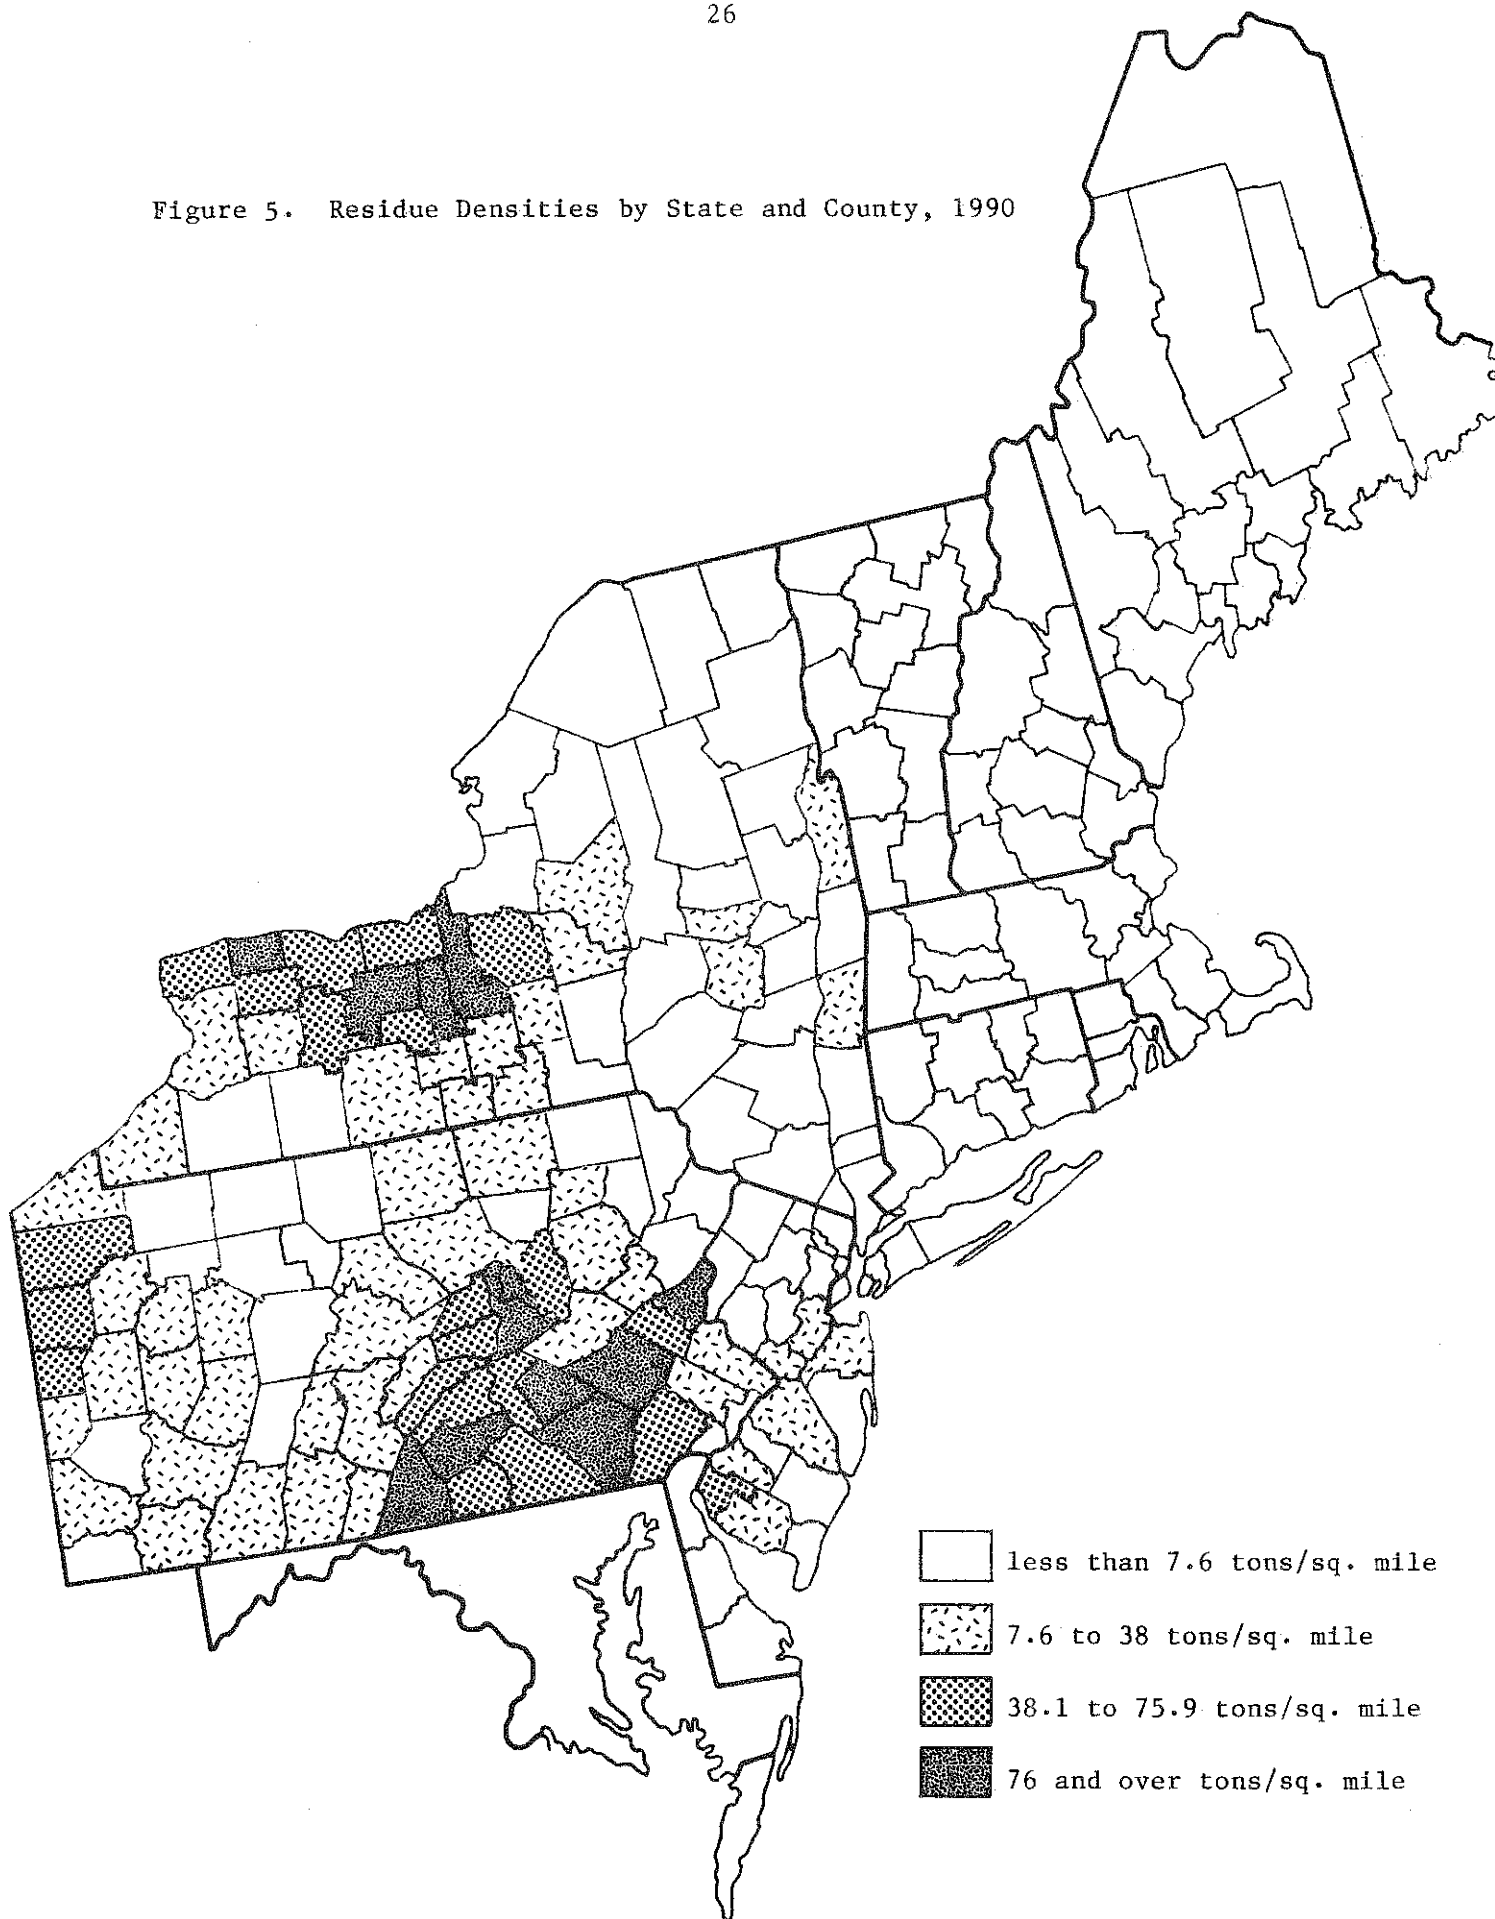 26
Figure 5. Residue Densities by State and County, 1990
less than 7.6 tons/sq. mile
7.6 to 38 tons/sq. mile
38.1 to 75.9 tons/sq. mile
76 and over tons/sq. mile